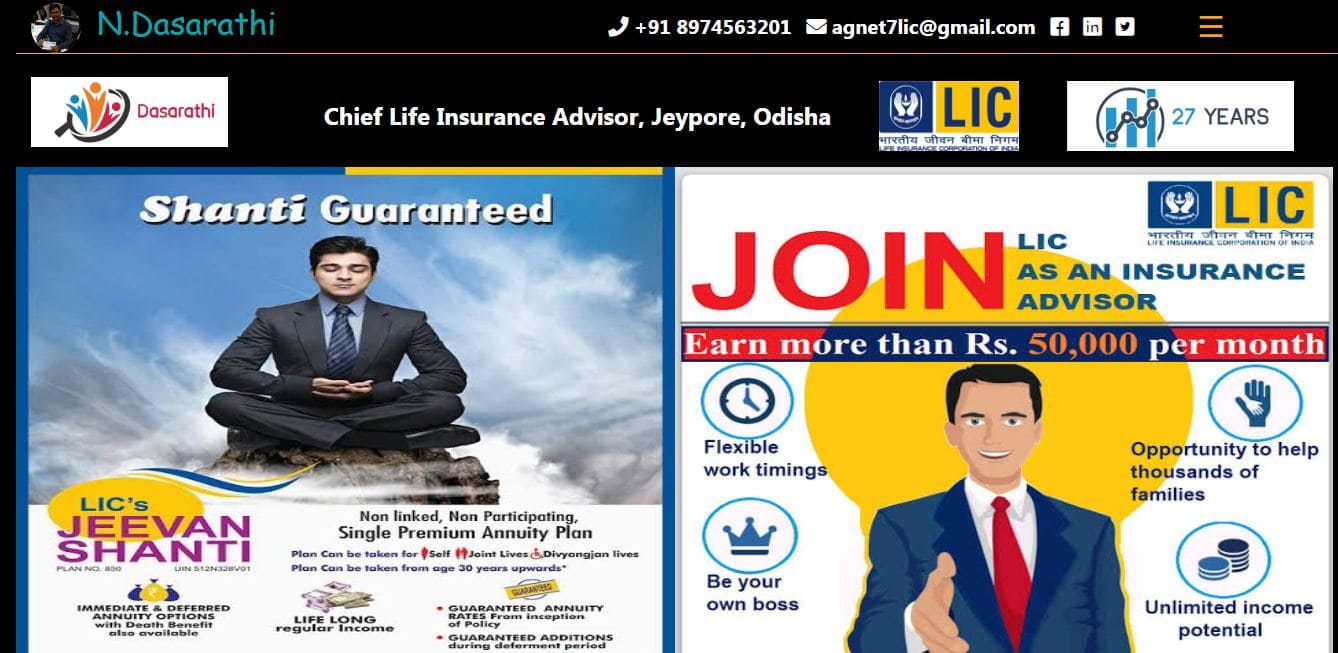 N.Dasarathi
+91 8974563201 agnet7lic@gmail.com
Dasarathi
Chief Life Insurance Advisor, Jeypore, Odisha
LIC
भारतीय जीवन बीमा निगम
LIFE INSURANCE CORPORATION OF INDIA
27 YEARS
Shanti Guaranteed
LIC's
JEEVAN
SHANTI
PLAN NO. 850 UIN 512N328V01
Non linked, Non Participating,
Single Premium Annuity Plan
Plan Can be taken for Self Joint Lives Divyangjan lives
Plan Can be taken from age 30 years upwards*
IMMEDIATE & DEFERRED
ANNUITY OPTIONS
with Death Benefit
also available
LIFE LONG
regular Income
GUARANTEED
• GUARANTEED ANNUITY
RATES From inception
of Policy
• GUARANTEED ADDITIONS
during deferment period
LIC
भारतीय जीवन बीमा निगम
LIFE INSURANCE CORPORATION OF INDIA
JOIN
LIC
AS AN INSURANCE
ADVISOR
Earn more than Rs. 50,000 per month
Flexible
work timings
Opportunity to help
thousands of
families
Be your
own boss
Unlimited income
potential